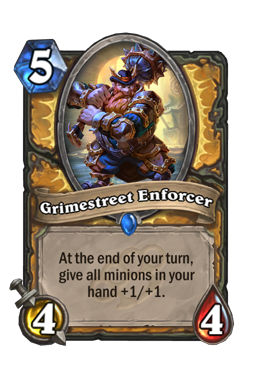 5
Grimestreet Enforcer
At the end of your turn,
give all minions in your
hand +1/+1.
4 4